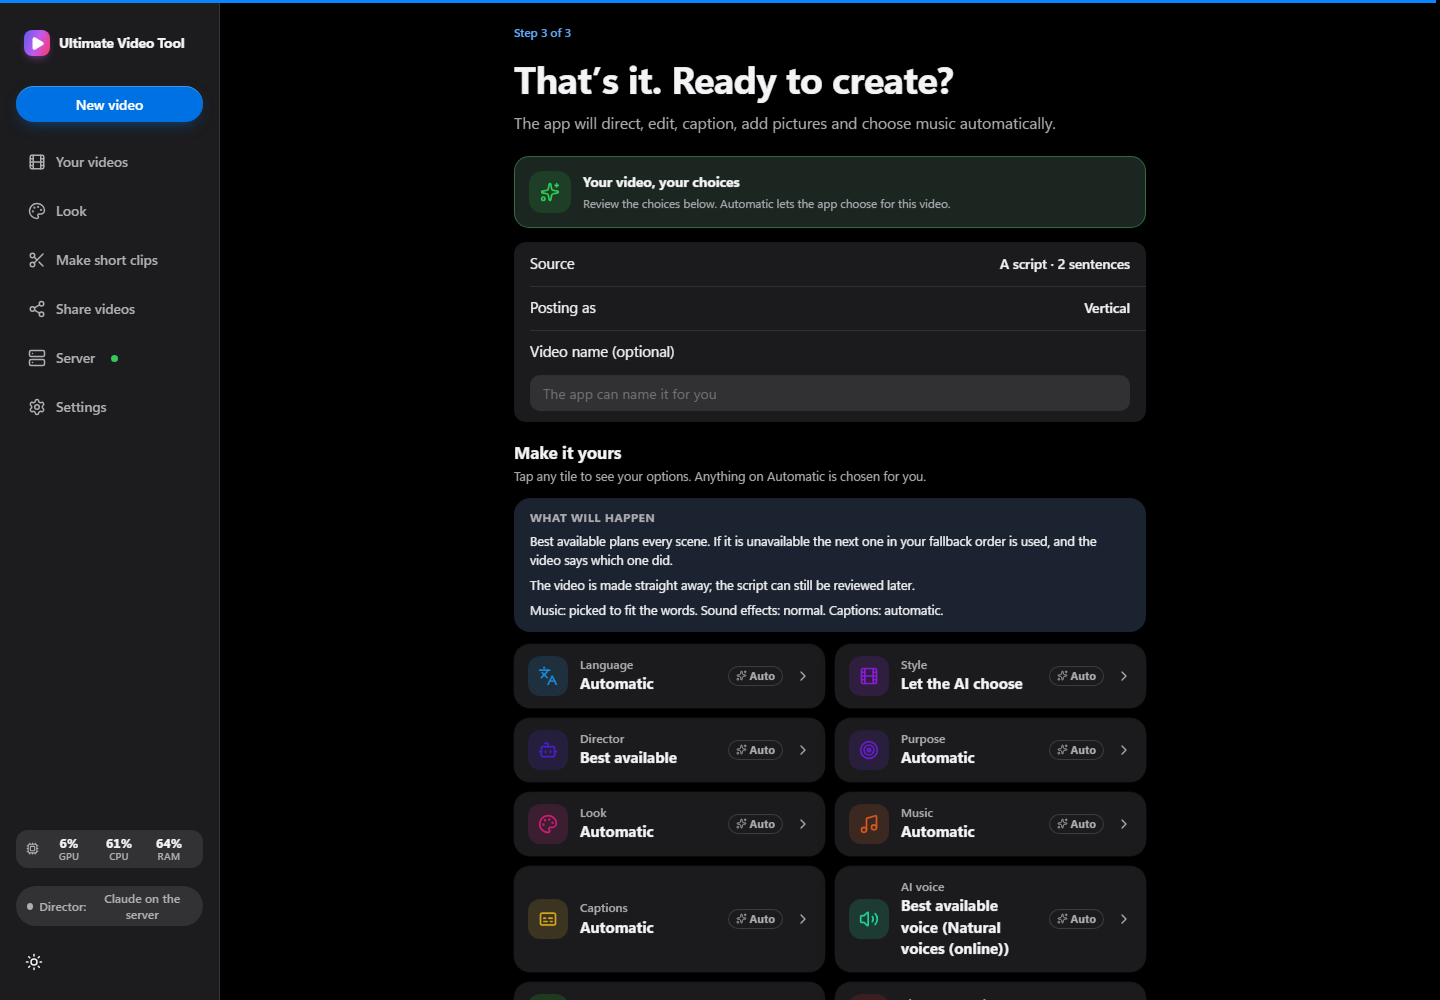 Ultimate Video Tool
New video
Your videos
Look
Make short clips
Share videos
Server
Settings
6% 61% 64%
GPU CPU RAM
Director: Claude on the
server
Step 3 of 3
That’s it. Ready to create?
The app will direct, edit, caption, add pictures and choose music automatically.
Your video, your choices
Review the choices below. Automatic lets the app choose for this video.
Source A script · 2 sentences
Posting as Vertical
Video name (optional)
The app can name it for you
Make it yours
Tap any tile to see your options. Anything on Automatic is chosen for you.
WHAT WILL HAPPEN
Best available plans every scene. If it is unavailable the next one in your fallback order is used, and the
video says which one did.
The video is made straight away; the script can still be reviewed later.
Music: picked to fit the words. Sound effects: normal. Captions: automatic.
Language
Automatic
Auto
Style
Let the AI choose
Auto
Director
Best available
Auto
Purpose
Automatic
Auto
Look
Automatic
Auto
Music
Automatic
Auto
Captions
Automatic
Auto
AI voice
Best available
voice (Natural
voices (online))
Auto